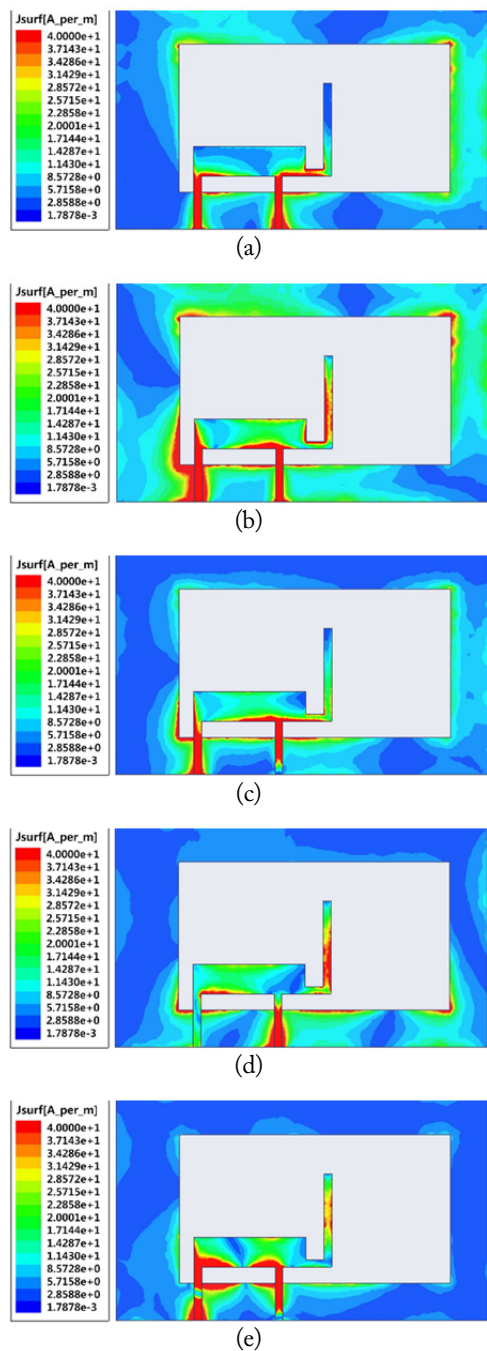 Jsurf[A_per_m]
4.0000e+1
3.7143e+1
3.4286e+1
3.1429e+1
2.8572e+1
2.5715e+1
2.2858e+1
2.0001e+1
1.7144e+1
1.4287e+1
1.1430e+1
8.5728e+0
5.7158e+0
2.8588e+0
1.7878e-3
(a)
Jsurf[A_per_m]
4.0000e+1
3.7143e+1
3.4286e+1
3.1429e+1
2.8572e+1
2.5715e+1
2.2858e+1
2.0001e+1
1.7144e+1
1.4287e+1
1.1430e+1
8.5728e+0
5.7158e+0
2.8588e+0
1.7878e-3
(b)
Jsurf[A_per_m]
4.0000e+1
3.7143e+1
3.4286e+1
3.1429e+1
2.8572e+1
2.5715e+1
2.2858e+1
2.0001e+1
1.7144e+1
1.4287e+1
1.1430e+1
8.5728e+0
5.7158e+0
2.8588e+0
1.7878e-3
(c)
Jsurf[A_per_m]
4.0000e+1
3.7143e+1
3.4286e+1
3.1429e+1
2.8572e+1
2.5715e+1
2.2858e+1
2.0001e+1
1.7144e+1
1.4287e+1
1.1430e+1
8.5728e+0
5.7158e+0
2.8588e+0
1.7878e-3
(d)
Jsurf[A_per_m]
4.0000e+1
3.7143e+1
3.4286e+1
3.1429e+1
2.8572e+1
2.5715e+1
2.2858e+1
2.0001e+1
1.7144e+1
1.4287e+1
1.1430e+1
8.5728e+0
5.7158e+0
2.8588e+0
1.7878e-3
(e)